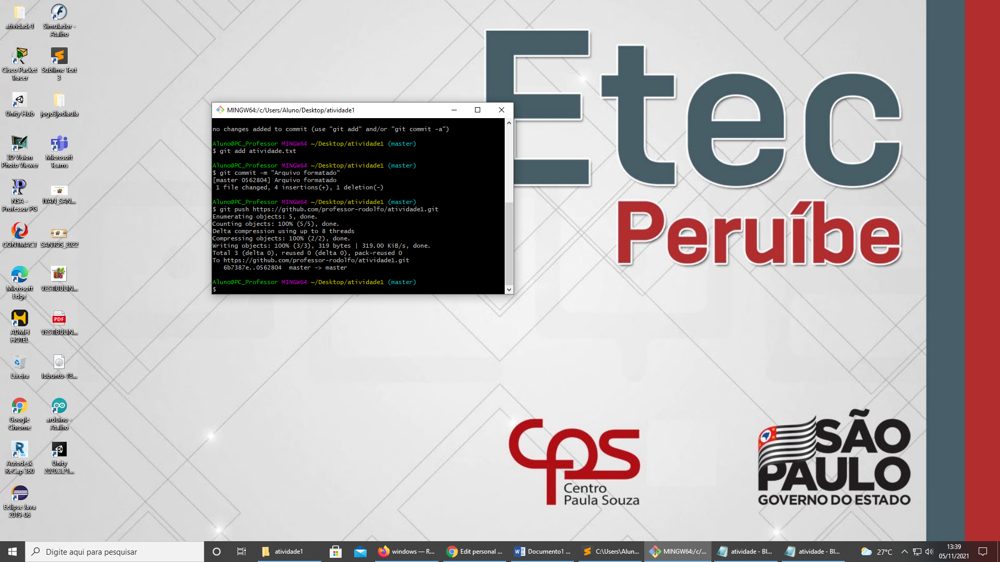 atividade1
Simulador -
Atalho
Cisco Packet
Tracer
Sublime Text
3
Unity Hub
jogo3jodiaula
3D Vision
Photo Viewer
Microsoft
Teams
NSA -
Professor PG
IVAN_SAN...
CONTMACT
SANTOS_2022
Microsoft
Edge
VESTIBULIN...
ADMH
HOTEL
PDF
VESTIBULIN...
Lixeira
lubuntu-18...
Google
Chrome
arduino -
Atalho
Autodesk
ReCap 360
Unity
2020.3.21...
Eclipse Java
2019-06
MINGW64:/c/Users/Aluno/Desktop/atividade1
no changes added to commit (use "git add" and/or "git commit -a")
Aluno@PC_Professor MINGW64 ~/Desktop/atividade1 (master)
$ git add atividade.txt
Aluno@PC_Professor MINGW64 ~/Desktop/atividade1 (master)
$ git commit -m "Arquivo formatado"
[master 0562804] Arquivo formatado
1 file changed, 4 insertions(+), 1 deletion(-)
Aluno@PC_Professor MINGW64 ~/Desktop/atividade1 (master)
$ git push https://github.com/professor-rodolfo/atividade1.git
Enumerating objects: 5, done.
Counting objects: 100% (5/5), done.
Delta compression using up to 8 threads
Compressing objects: 100% (2/2), done.
Writing objects: 100% (3/3), 319 bytes | 319.00 KiB/s, done.
Total 3 (delta 0), reused 0 (delta 0), pack-reused 0
To https://github.com/professor-rodolfo/atividade1.git
6b7387e..0562804  master -> master
Aluno@PC_Professor MINGW64 ~/Desktop/atividade1 (master)
$
Etec
Peruíbe
cps
Centro
Paula Souza
SÃO
PAULO
GOVERNO DO ESTADO
Digite aqui para pesquisar
atividade1
windows — R...
Edit personal ...
Documento1 ...
C:\Users\Alun...
MINGW64:/c/...
atividade - Bl...
atividade - Bl...
27°C
13:39
05/11/2021